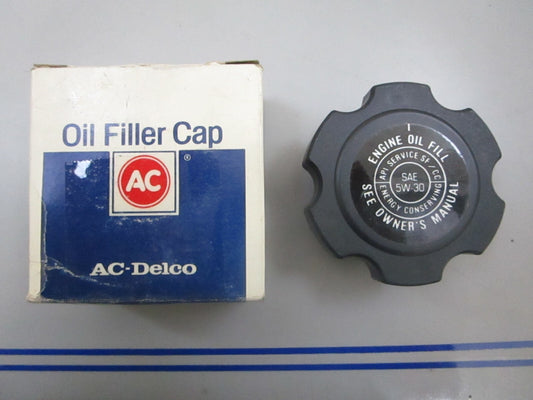 Oil Filler Cap
AC
®
AC-Delco
ENGINE OIL FILL
API SERVICE SF/CC
SAE
5W-30
ENERGY CONSERVING
SEE OWNER'S MANUAL